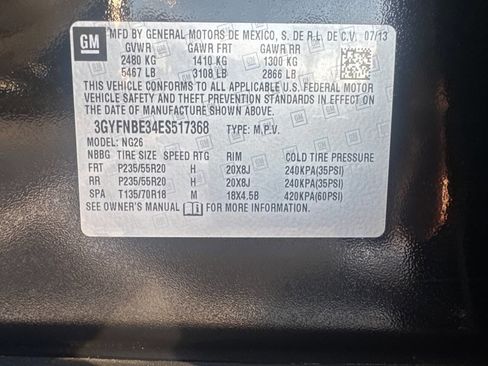 GM
MFD BY GENERAL MOTORS DE MEXICO, S. DE R.L. DE C.V. 07/13
GVWR GAWR FRT GAWR RR
2480 KG 1410 KG 1300 KG
5467 LB 3108 LB 2866 LB
THIS VEHICLE CONFORMS TO ALL APPLICABLE U.S. FEDERAL MOTOR
VEHICLE SAFETY AND THEFT PREVENTION STANDARDS IN EFFECT ON
THE DATE OF MANUFACTURE SHOWN ABOVE.
3GYFNBE34ES517368 TYPE: M.P.V.
MODEL: NG26
NBBG TIRE SIZE SPEED RTG RIM COLD TIRE PRESSURE
FRT P235/55R20 H 20X8J 240KPA(35PSI)
RR P235/55R20 H 20X8J 240KPA(35PSI)
SPA T135/70R18 M 18X4.5B 420KPA(60PSI)
SEE OWNER'S MANUAL FOR MORE INFORMATION.